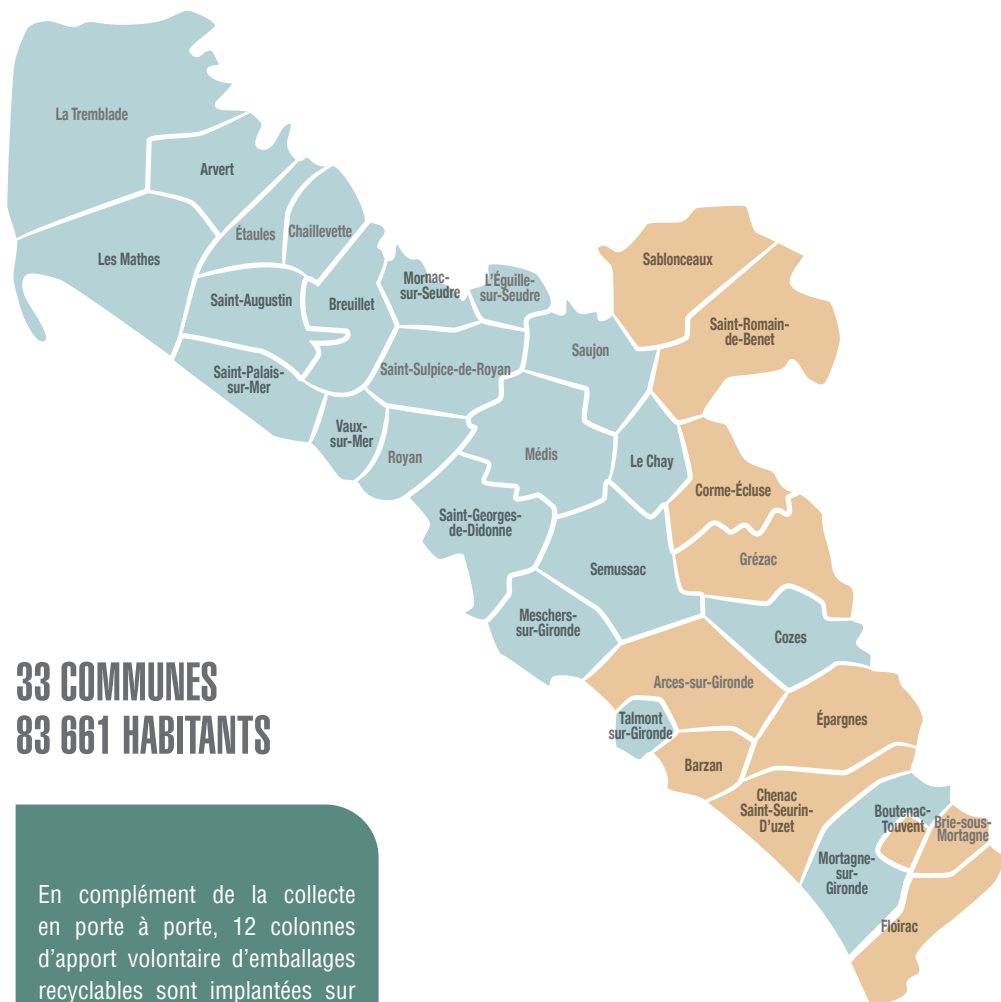 La Tremblade
Arvert
Étaules
Chaillevette
Les Mathes
Saint-Augustin
Breuillet
Mornac-
sur-Seudre
L'Éguille-
sur-Seudre
Sablonceaux
Saint-Romain-
de-Benet
Saujon
Saint-Sulpice-de-Royan
Saint-Palais-
sur-Mer
Vaux-
sur-Mer
Royan
Médis
Le Chay
Corme-Écluse
Saint-Georges-
de-Didonne
Grézac
Semussac
Meschers-
sur-Gironde
Cozes
Arces-sur-Gironde
Talmont
sur-Gironde
Épargnes
Barzan
Chenac
Saint-Seurin-
D'uzet
Boutenac-
Touvent
Brie-sous-
Mortagne
Mortagne-
sur-
Gironde
Floirac
33 COMMUNES
83 661 HABITANTS
En complément de la collecte
en porte à porte, 12 colonnes
d'apport volontaire d'emballages
recyclables sont implantées sur